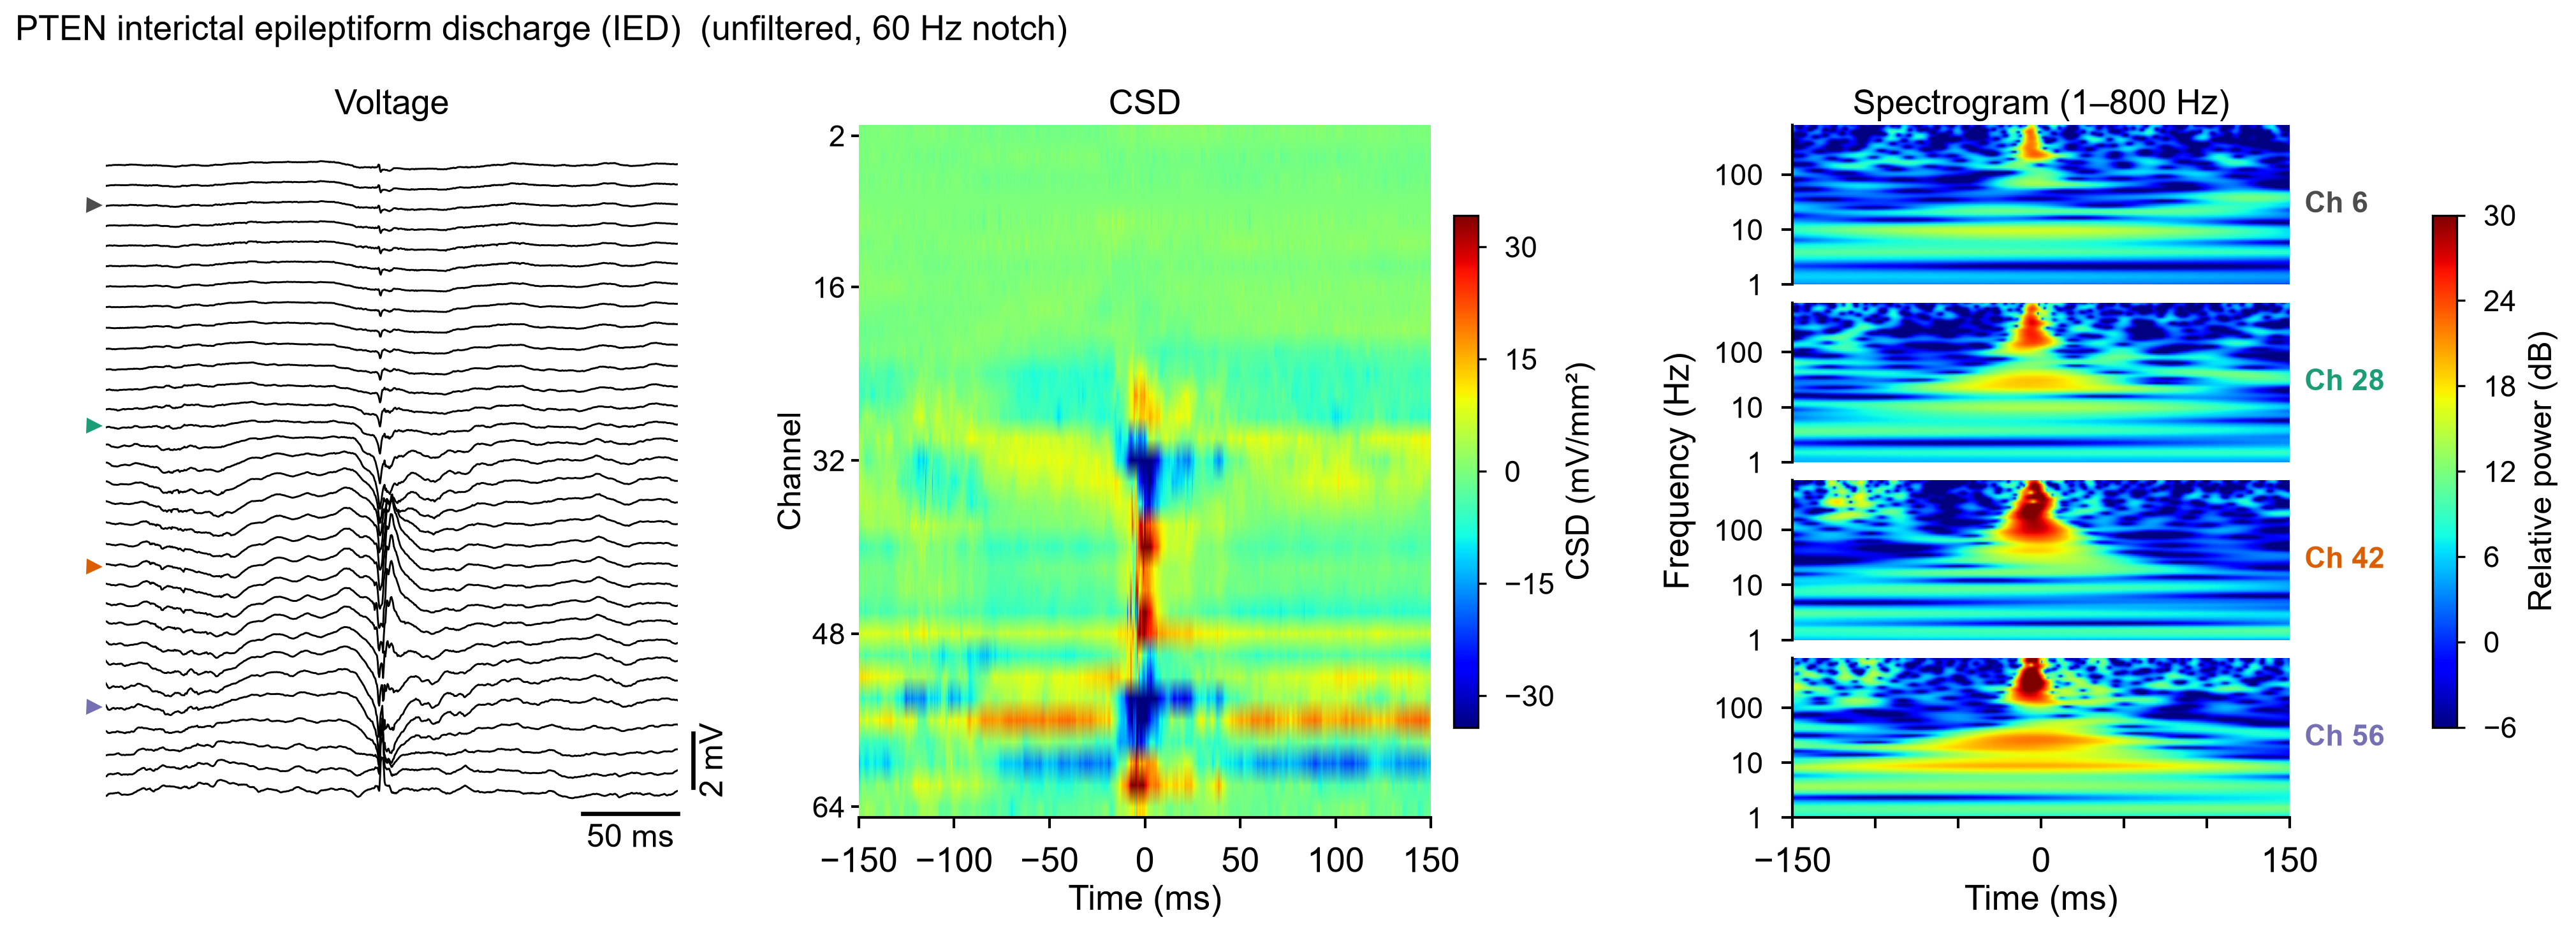 PTEN interictal epileptiform discharge (IED)  (unfiltered, 60 Hz notch)
Voltage
2 mV
50 ms
CSD
Channel
2
16
32
48
64
−150 −100 −50 0 50 100 150
Time (ms)
30
15
0
−15
−30
CSD (mV/mm²)
Spectrogram (1–800 Hz)
Frequency (Hz)
100
10
1
Ch 6
100
10
1
Ch 28
100
10
1
Ch 42
100
10
1
Ch 56
−150 0 150
Time (ms)
30
24
18
12
6
0
−6
Relative power (dB)